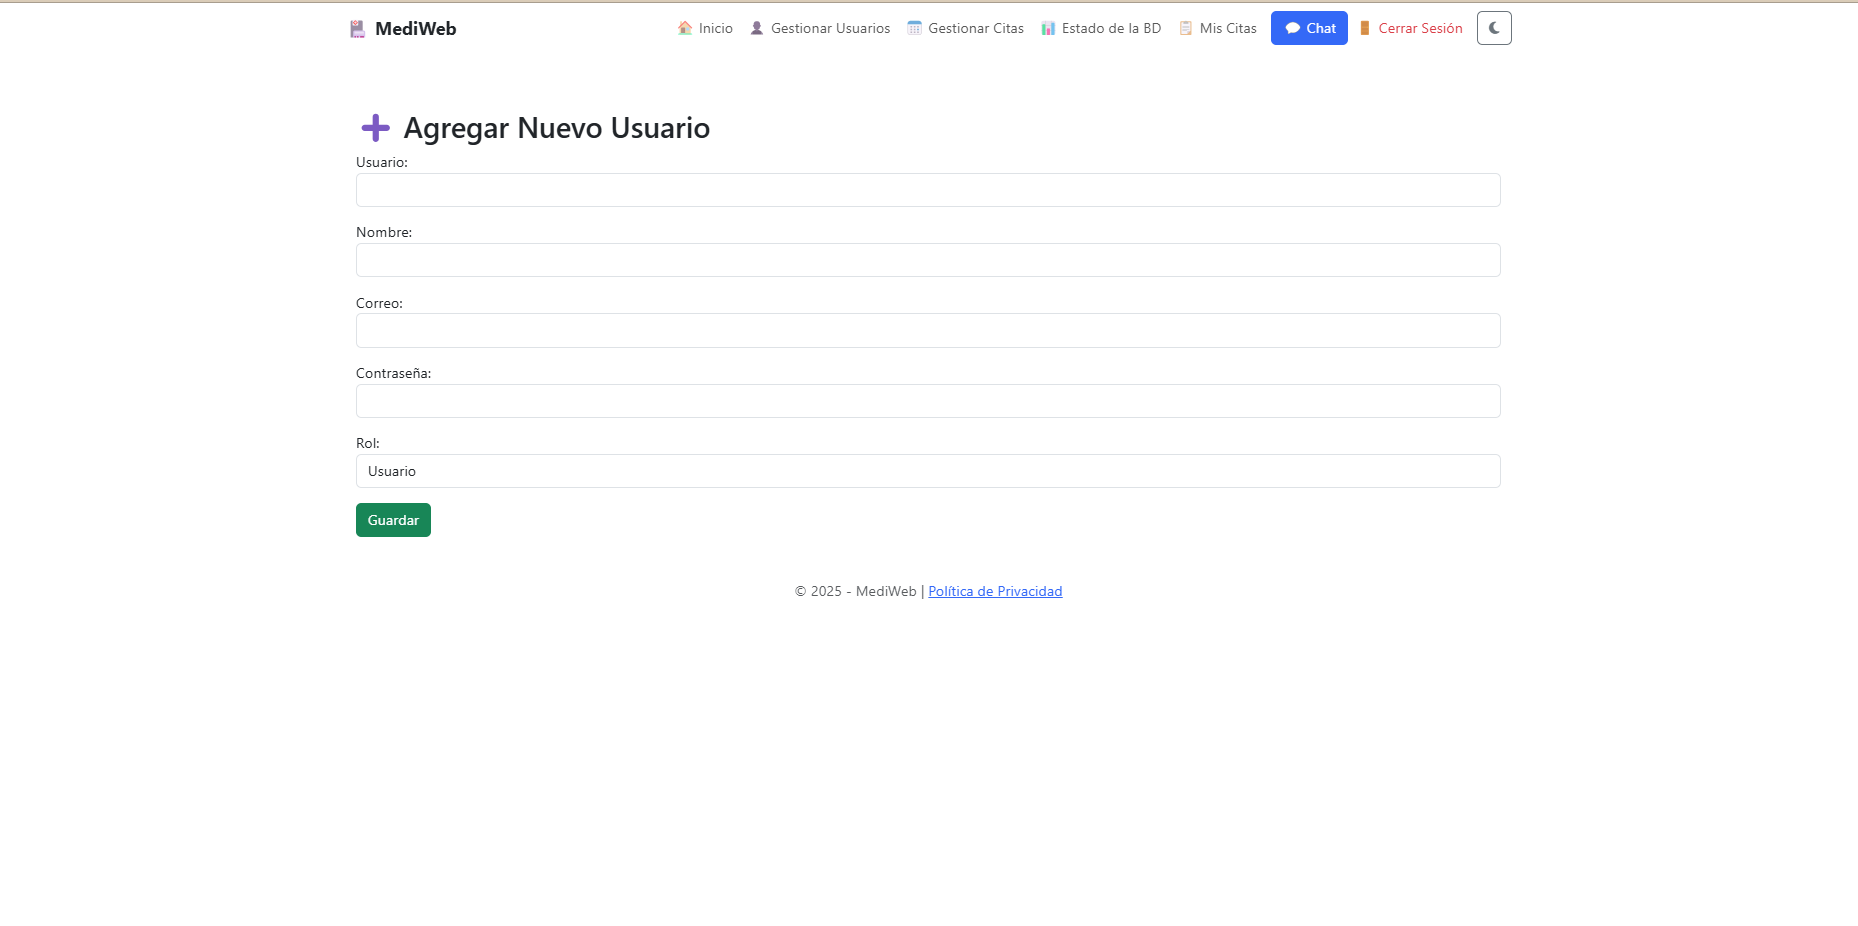 MediWeb
Inicio
Gestionar Usuarios
Gestionar Citas
Estado de la BD
Mis Citas
Chat
Cerrar Sesión
Agregar Nuevo Usuario
Usuario:
Nombre:
Correo:
Contraseña:
Rol:
Usuario
Guardar
© 2025 - MediWeb | Política de Privacidad